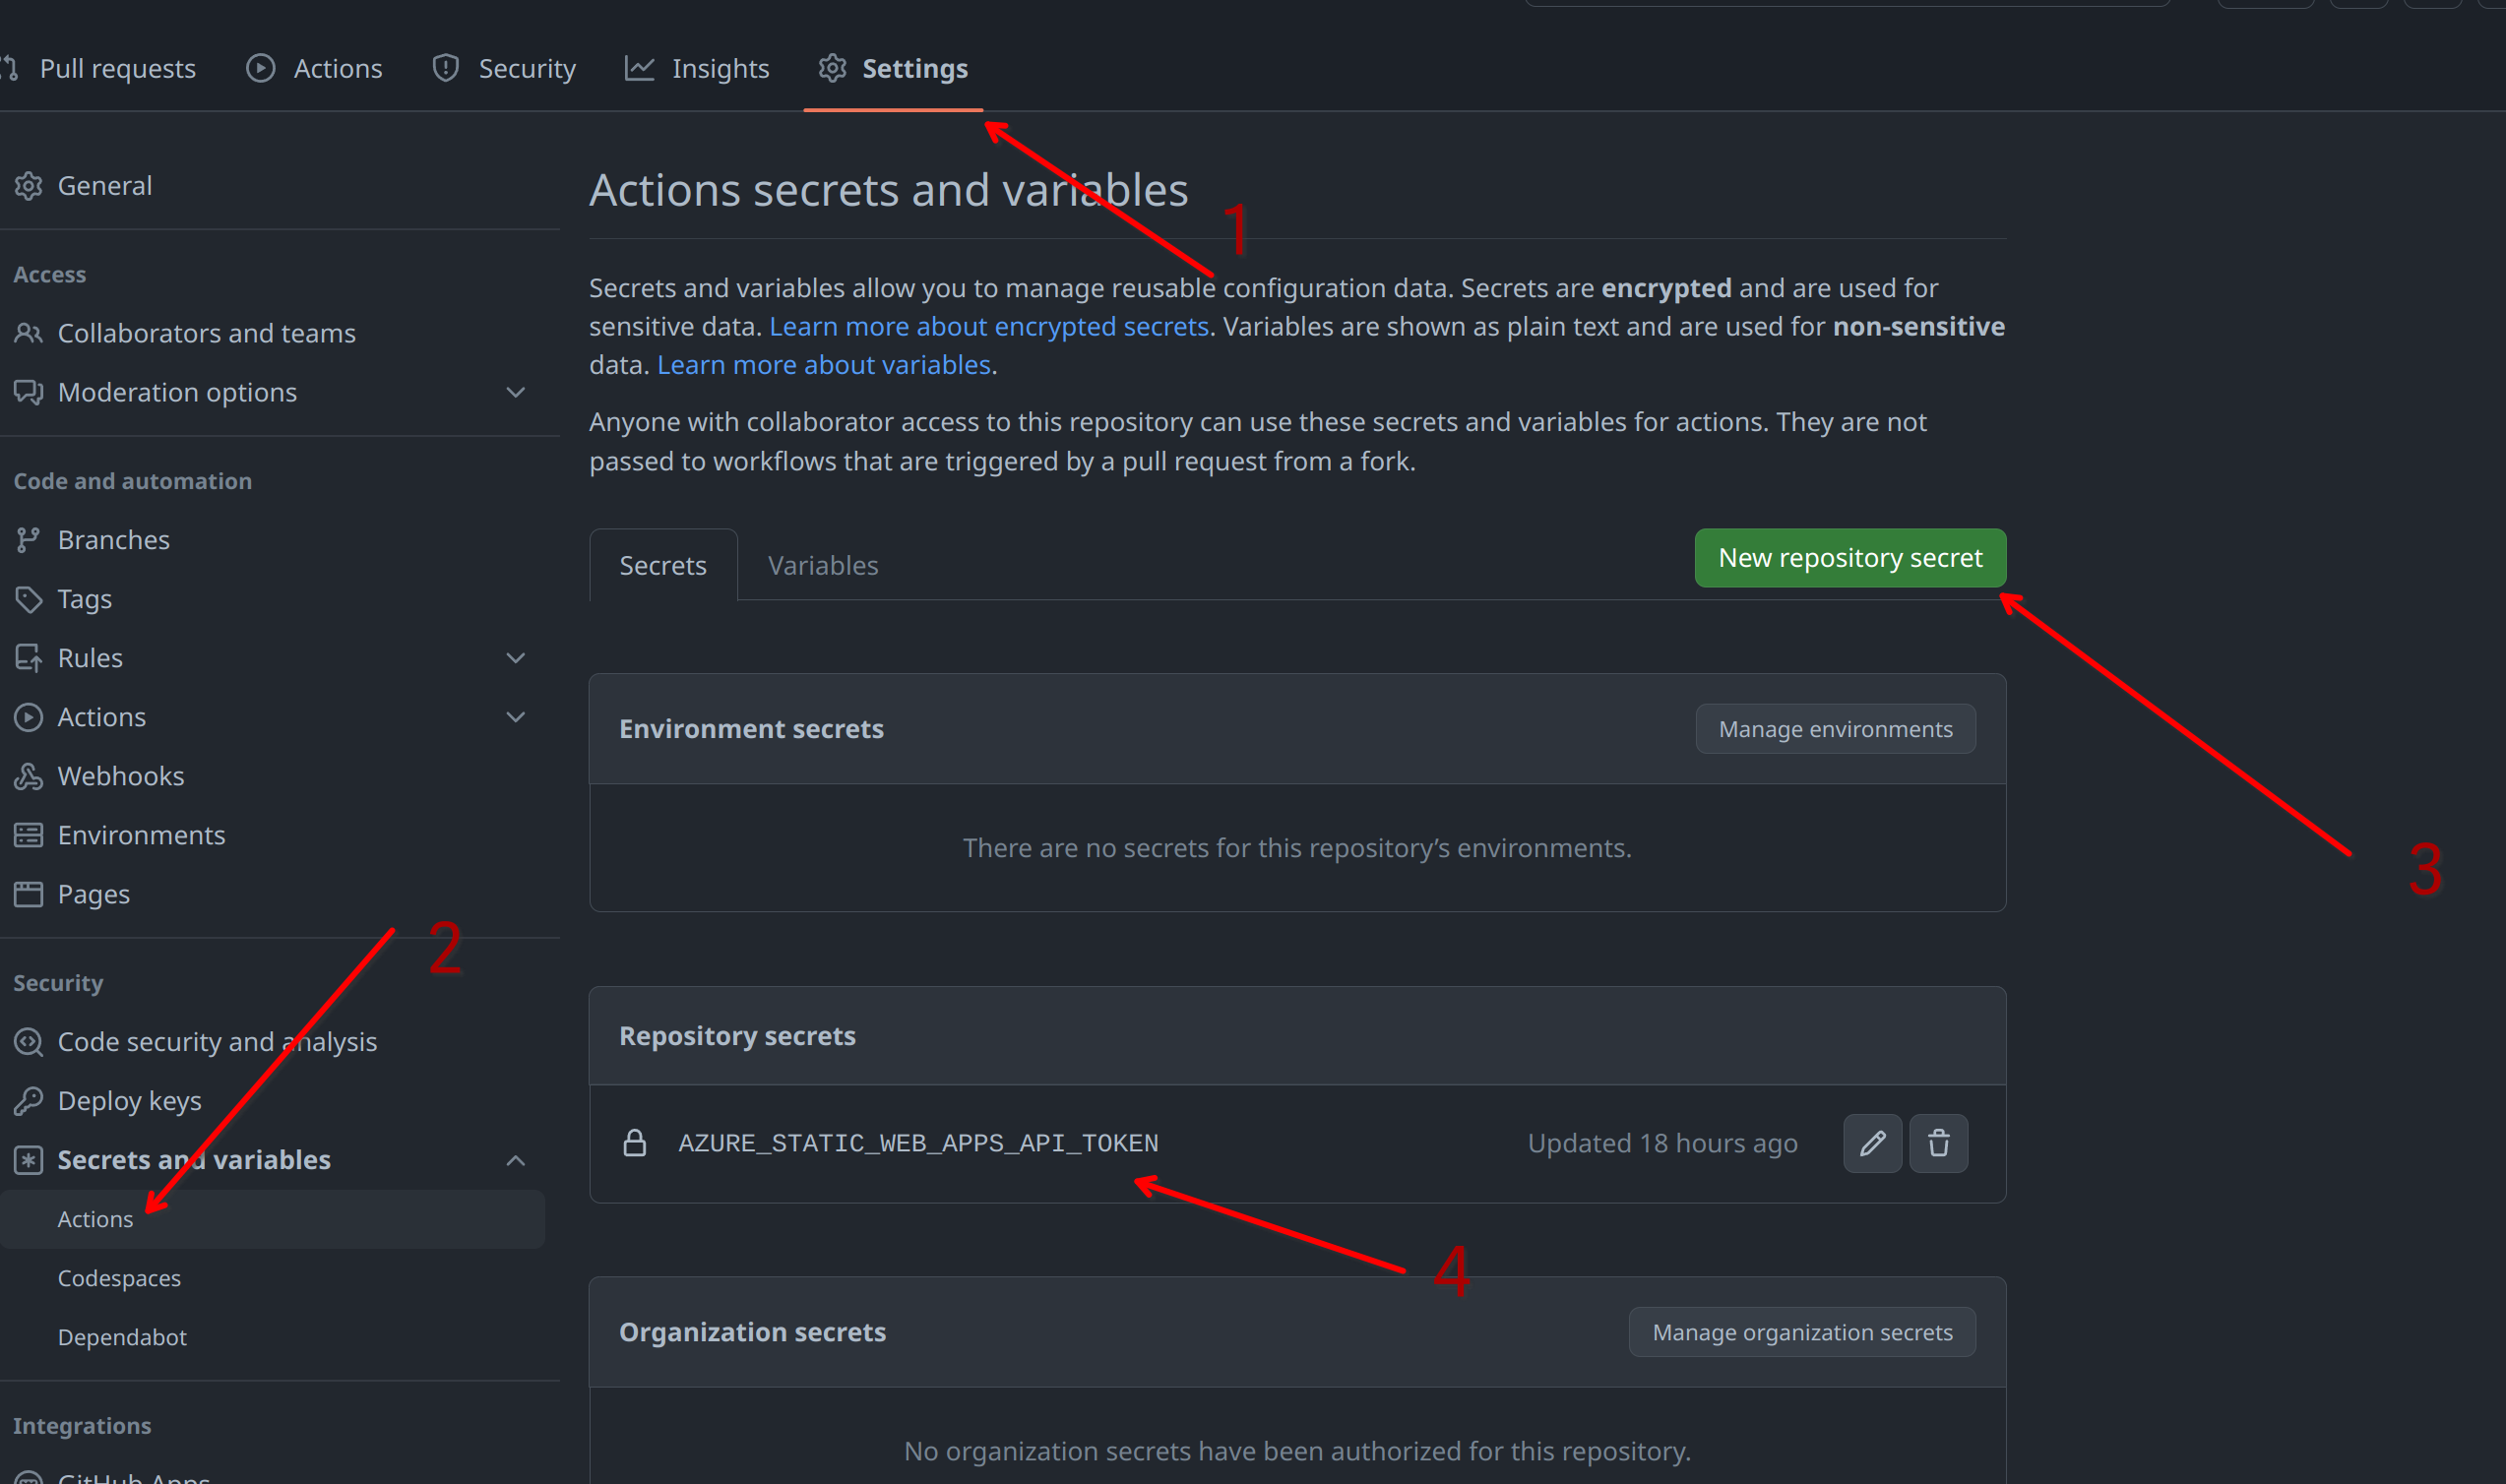 Pull requests
Actions
Security
Insights
Settings
General
Access
Collaborators and teams
Moderation options
Code and automation
Branches
Tags
Rules
Actions
Webhooks
Environments
Pages
Security
Code security and analysis
Deploy keys
Secrets and variables
Actions
Codespaces
Dependabot
Integrations
GitHub Apps
Actions secrets and variables
1
Secrets and variables allow you to manage reusable configuration data. Secrets are encrypted and are used for
sensitive data. Learn more about encrypted secrets. Variables are shown as plain text and are used for non-sensitive
data. Learn more about variables.
Anyone with collaborator access to this repository can use these secrets and variables for actions. They are not
passed to workflows that are triggered by a pull request from a fork.
Secrets
Variables
New repository secret
Environment secrets
Manage environments
There are no secrets for this repository’s environments.
3
2
Repository secrets
AZURE_STATIC_WEB_APPS_API_TOKEN
Updated 18 hours ago
4
Organization secrets
Manage organization secrets
No organization secrets have been authorized for this repository.